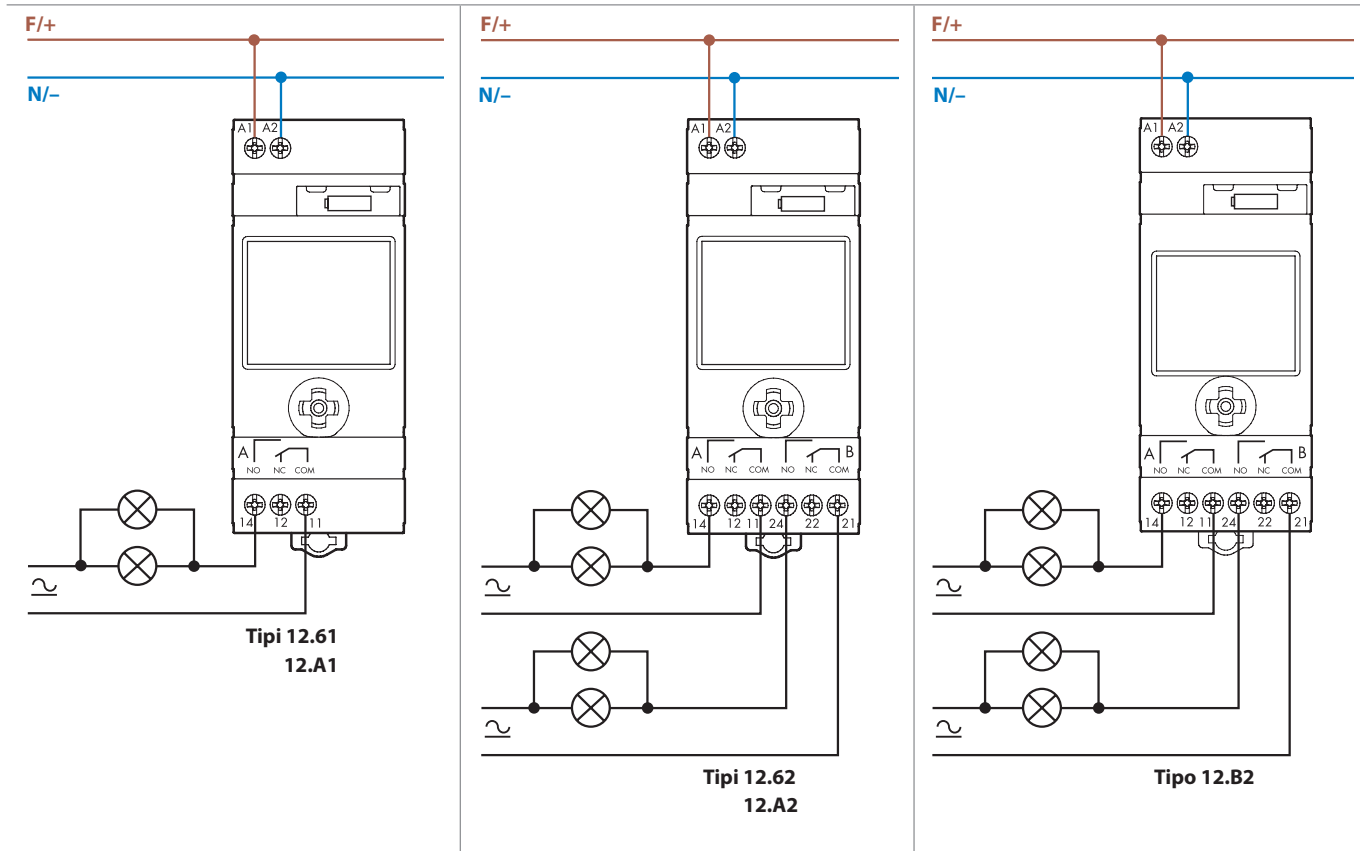 F/+
N/–
A1 A2
A
NO NC COM
14 12 11
Tipi 12.61
12.A1
F/+
N/–
A1 A2
A B
NO NC COM NO NC COM
14 12 11 24 22 21
Tipi 12.62
12.A2
F/+
N/–
A1 A2
A B
NO NC COM NO NC COM
14 12 11 24 22 21
Tipo 12.B2